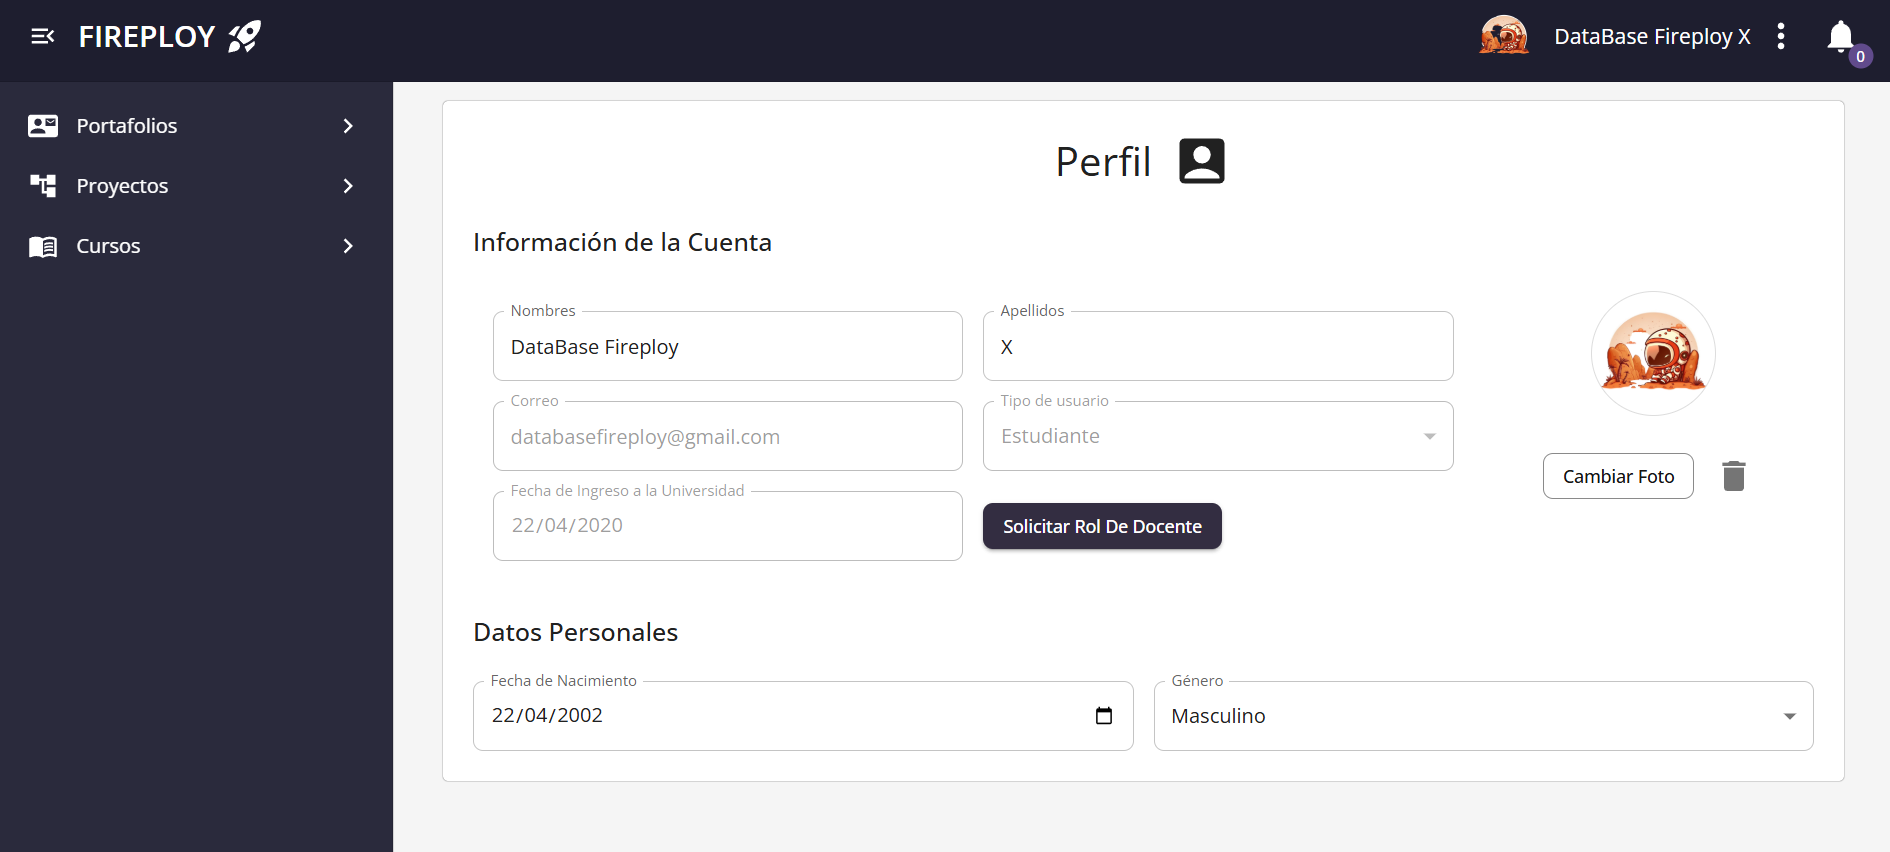 FIREPLOY
DataBase Fireploy X
0
Portafolios
Proyectos
Cursos
Perfil
Información de la Cuenta
Nombres
DataBase Fireploy
Apellidos
X
Correo
databasefireploy@gmail.com
Tipo de usuario
Estudiante
Fecha de Ingreso a la Universidad
22/04/2020
Solicitar Rol De Docente
Cambiar Foto
Datos Personales
Fecha de Nacimiento
22/04/2002
Género
Masculino